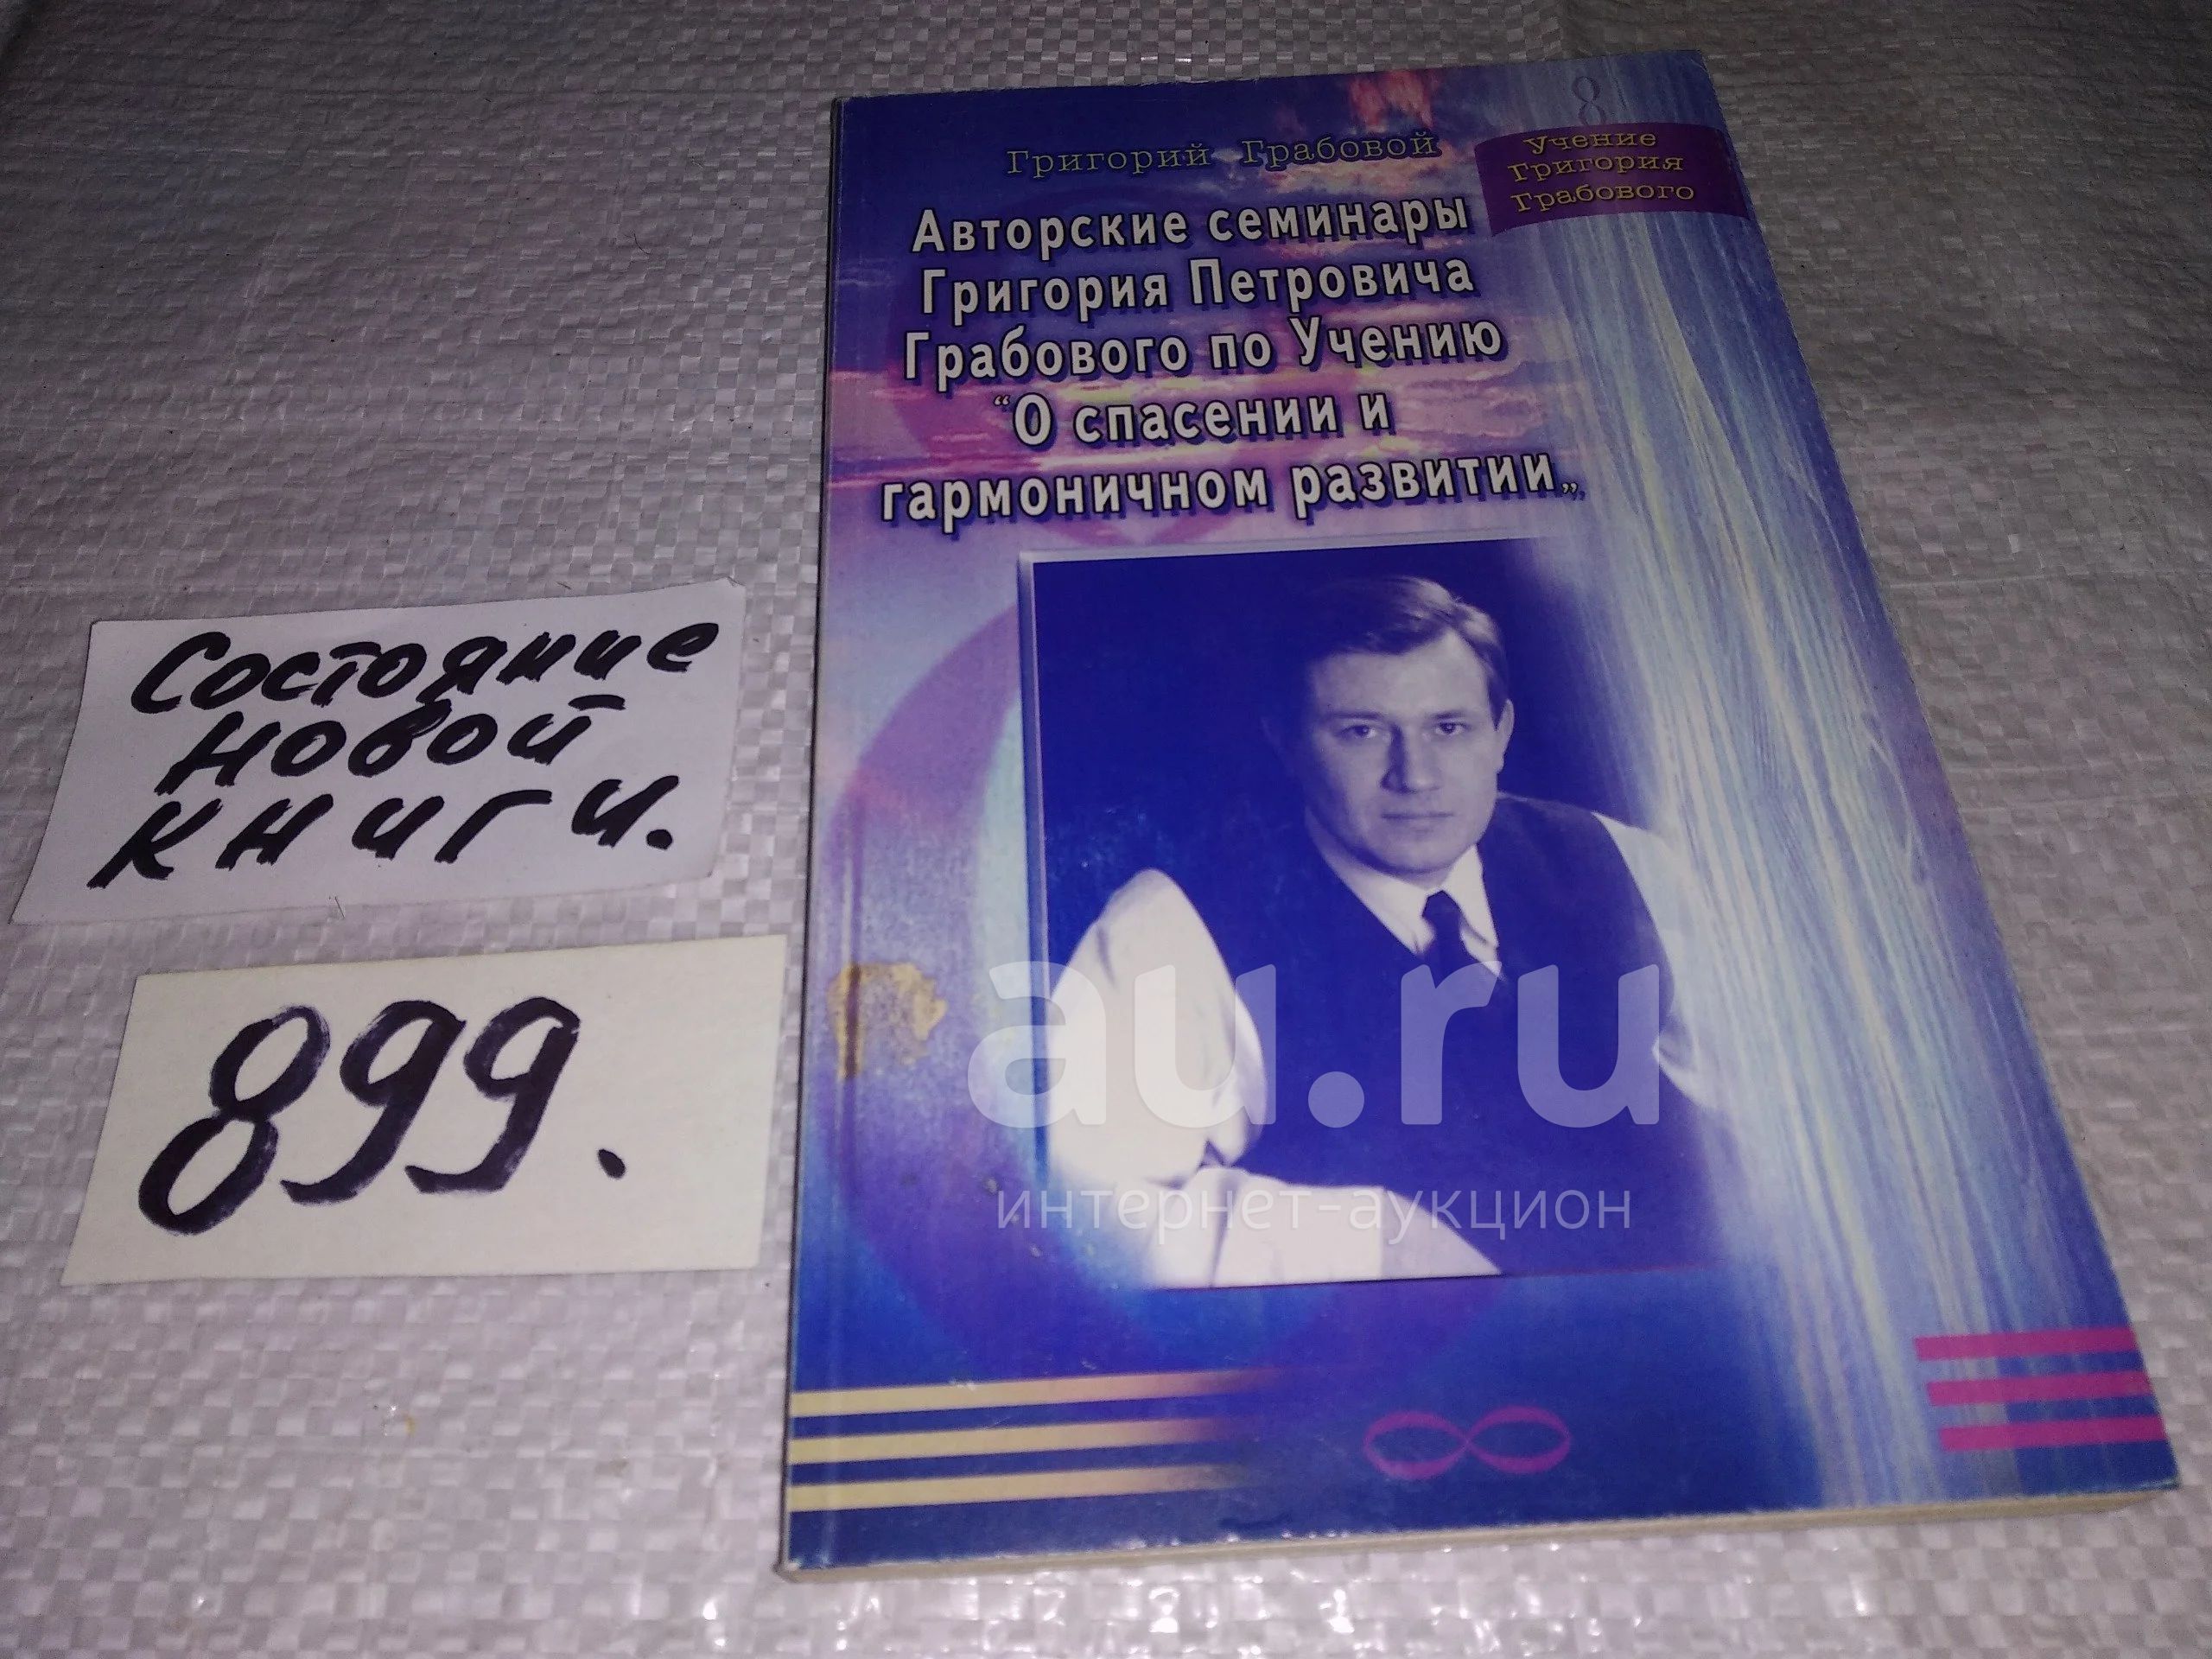 8
Григорий Грабовой
Учение
Григория
Грабового
Авторские семинары
Григория Петровича
Грабового по Учению
“О спасении и
гармоничном развитии„
Состояние
новой
книги.
899.
au.ru
интернет-аукцион